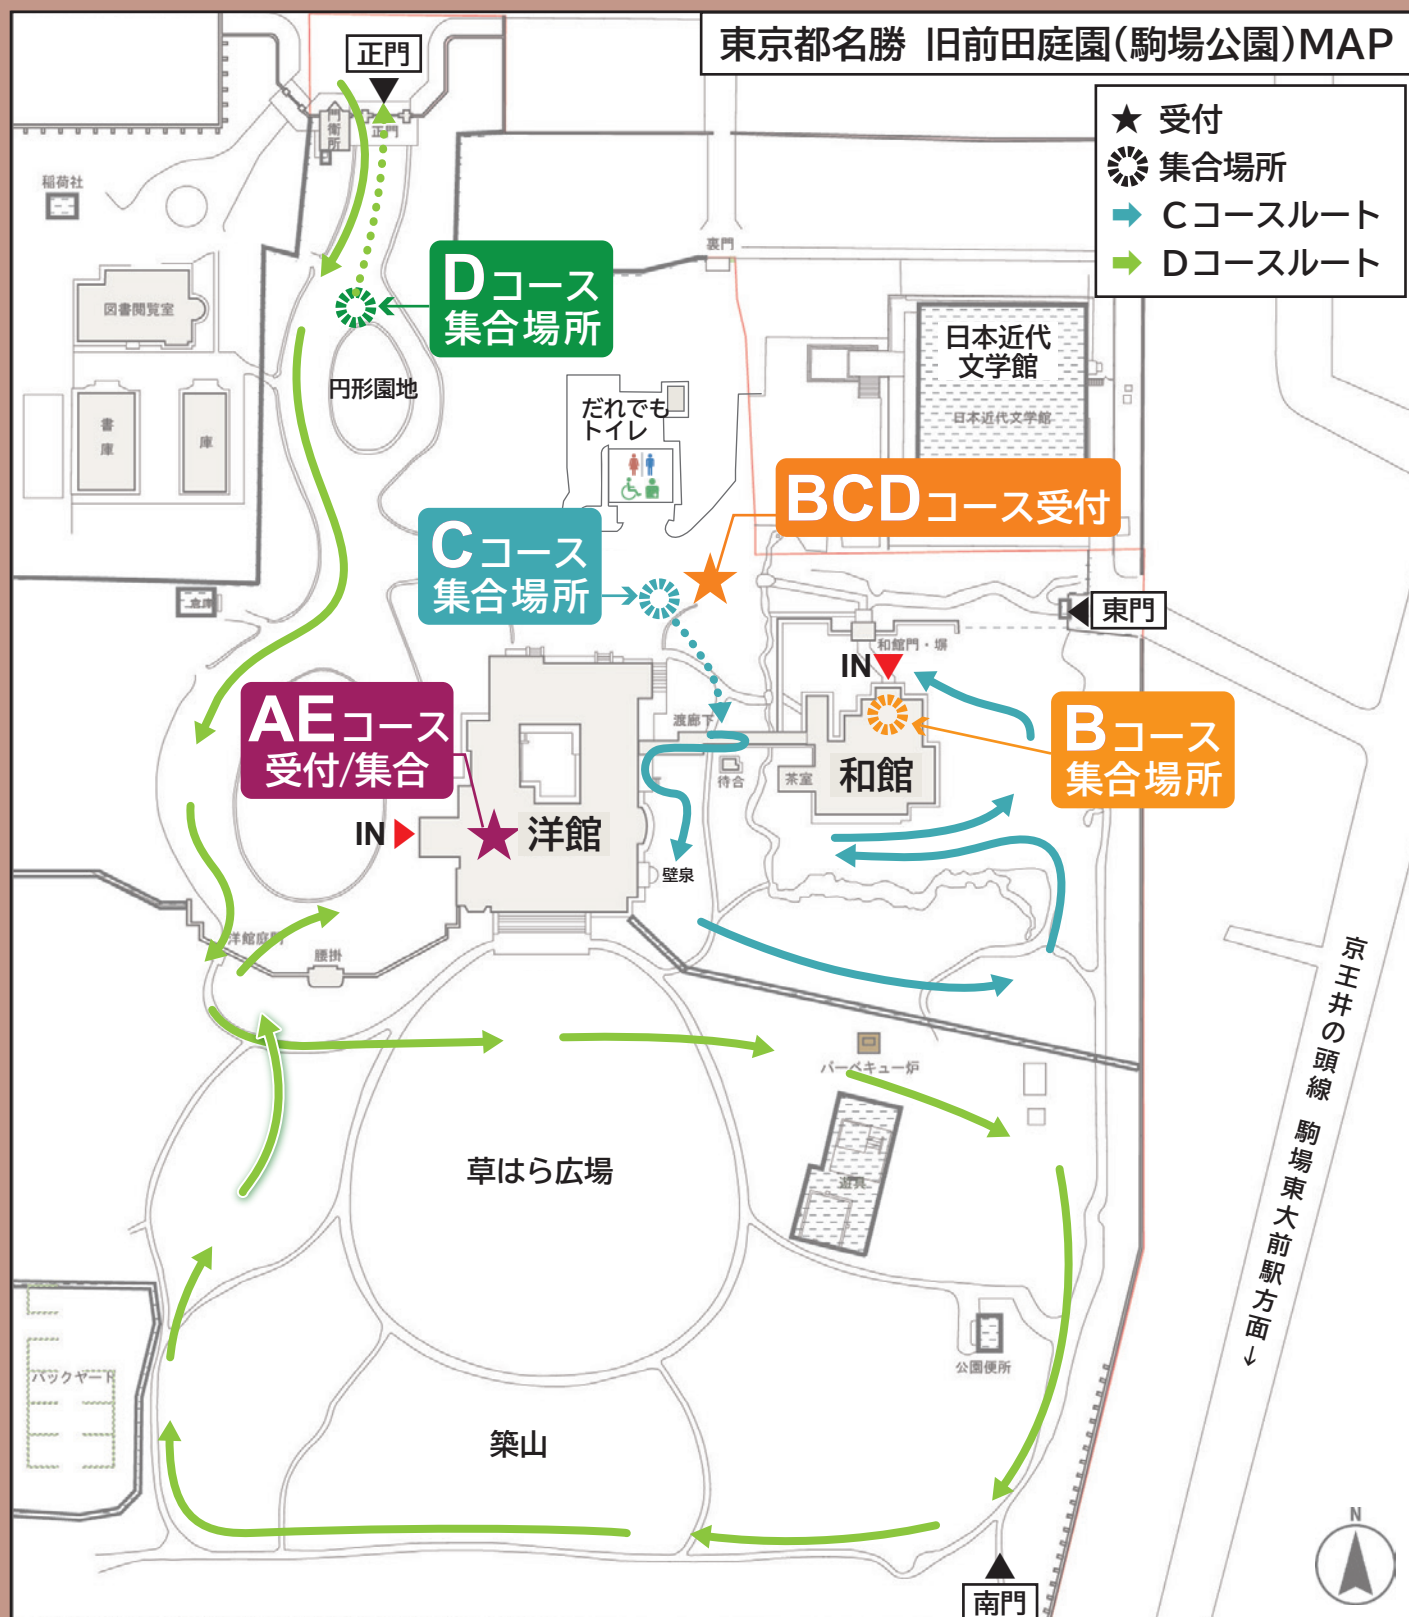 東京都名勝 旧前田庭園(駒場公園)MAP
★ 受付
集合場所
Cコースルート
Dコースルート
正門
門衛所
正門
稲荷社
裏門
Dコース
集合場所
図書閲覧室
円形園地
日本近代
文学館
日本近代文学館
だれでも
トイレ
書庫
庫
BCDコース受付
Cコース
集合場所
倉庫
東門
和館門・塀
IN
AEコース
受付/集合
渡廊下
Bコース
集合場所
待合
茶室
和館
IN
洋館
壁泉
洋館庭門
腰掛
京王井の頭線 駒場東大前駅方面→
バーベキュー炉
草はら広場
遊具
公園便所
バックヤード
築山
南門
N